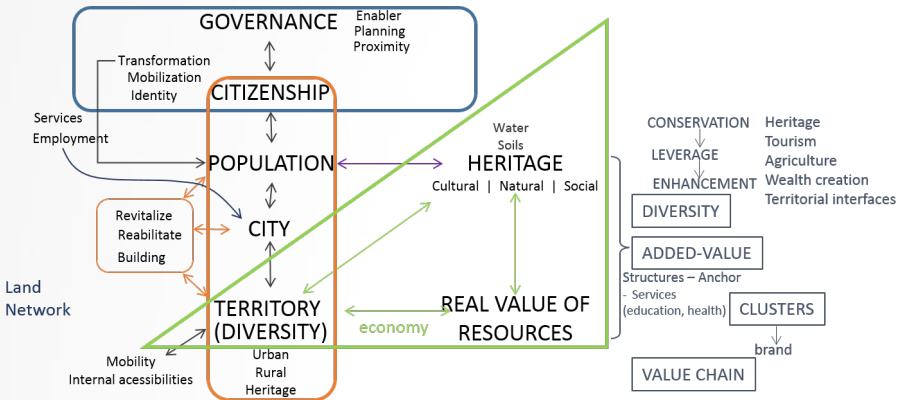 GOVERNANCE
Enabler
Planning
Proximity
Transformation
Mobilization
Identity
CITIZENSHIP
Services
Employment
POPULATION
Water
Soils
HERITAGE
Cultural | Natural | Social
Revitalize
Reabilitate
Building
CITY
Land
Network
TERRITORY
(DIVERSITY)
economy
REAL VALUE OF
RESOURCES
Urban
Rural
Heritage
Mobility
Internal acessibilities
CONSERVATION
LEVERAGE
ENHANCEMENT
Heritage
Tourism
Agriculture
Wealth creation
Territorial interfaces
DIVERSITY
ADDED-VALUE
Structures – Anchor
- Services
(education, health)
CLUSTERS
brand
VALUE CHAIN